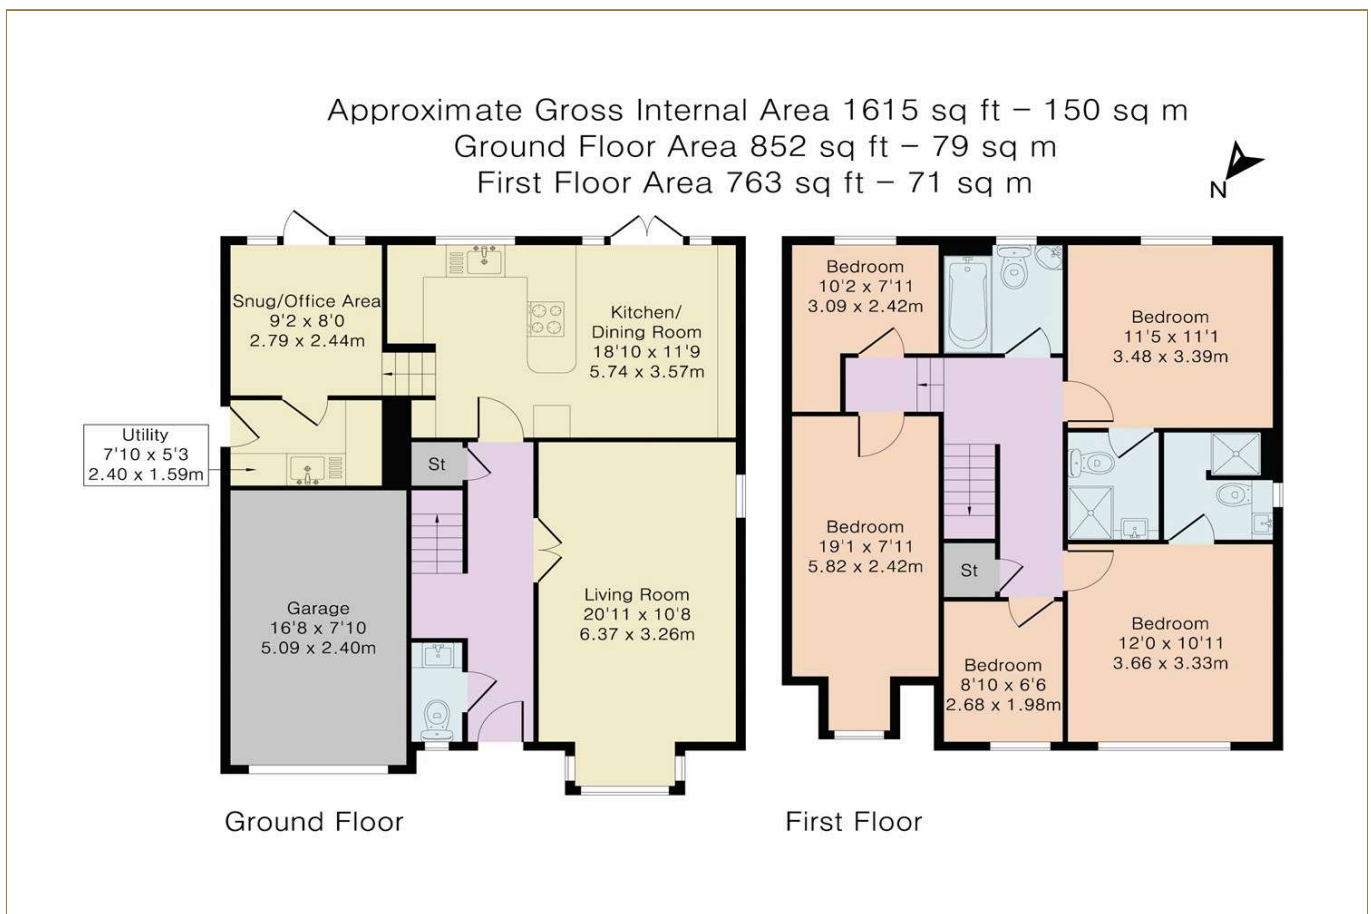 Approximate Gross Internal Area 1615 sq ft – 150 sq m
Ground Floor Area 852 sq ft – 79 sq m
First Floor Area 763 sq ft – 71 sq m
N
Snug/Office Area
9'2 x 8'0
2.79 x 2.44m
Kitchen/
Dining Room
18'10 x 11'9
5.74 x 3.57m
Utility
7'10 x 5'3
2.40 x 1.59m
St
Garage
16'8 x 7'10
5.09 x 2.40m
Living Room
20'11 x 10'8
6.37 x 3.26m
Ground Floor
Bedroom
10'2 x 7'11
3.09 x 2.42m
Bedroom
11'5 x 11'1
3.48 x 3.39m
Bedroom
19'1 x 7'11
5.82 x 2.42m
St
Bedroom
8'10 x 6'6
2.68 x 1.98m
Bedroom
12'0 x 10'11
3.66 x 3.33m
First Floor